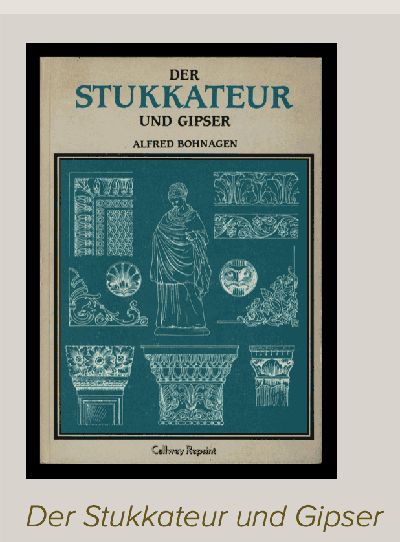 DER
STUKKATEUR
UND GIPSER
ALFRED BOHNAGEN
Callwey Reprint
Der Stukkateur und Gipser